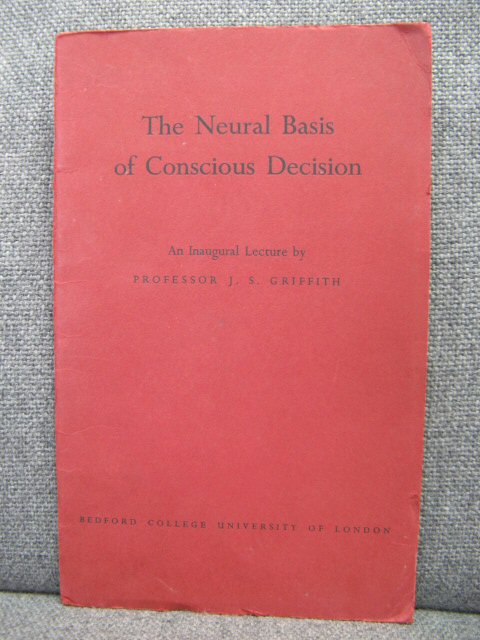 The Neural Basis
of Conscious Decision
An Inaugural Lecture by
PROFESSOR J. S. GRIFFITH
BEDFORD COLLEGE UNIVERSITY OF LONDON